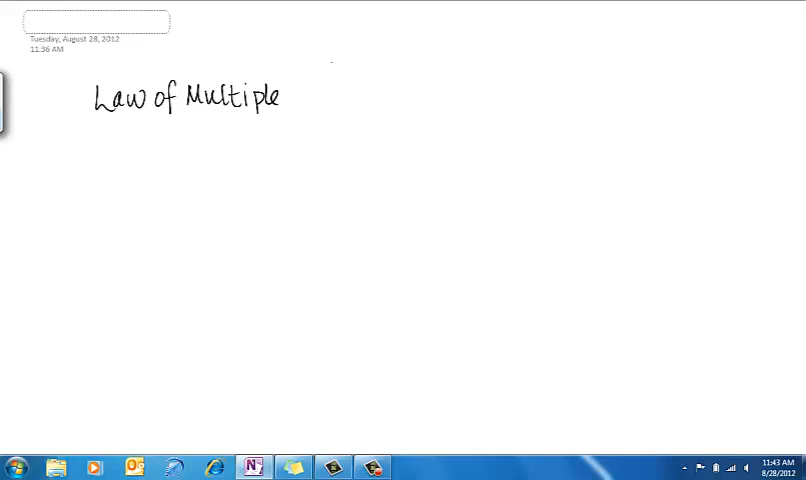 Tuesday, August 28, 2012
11:36 AM
Law of Multiple
11:43 AM
8/28/2012